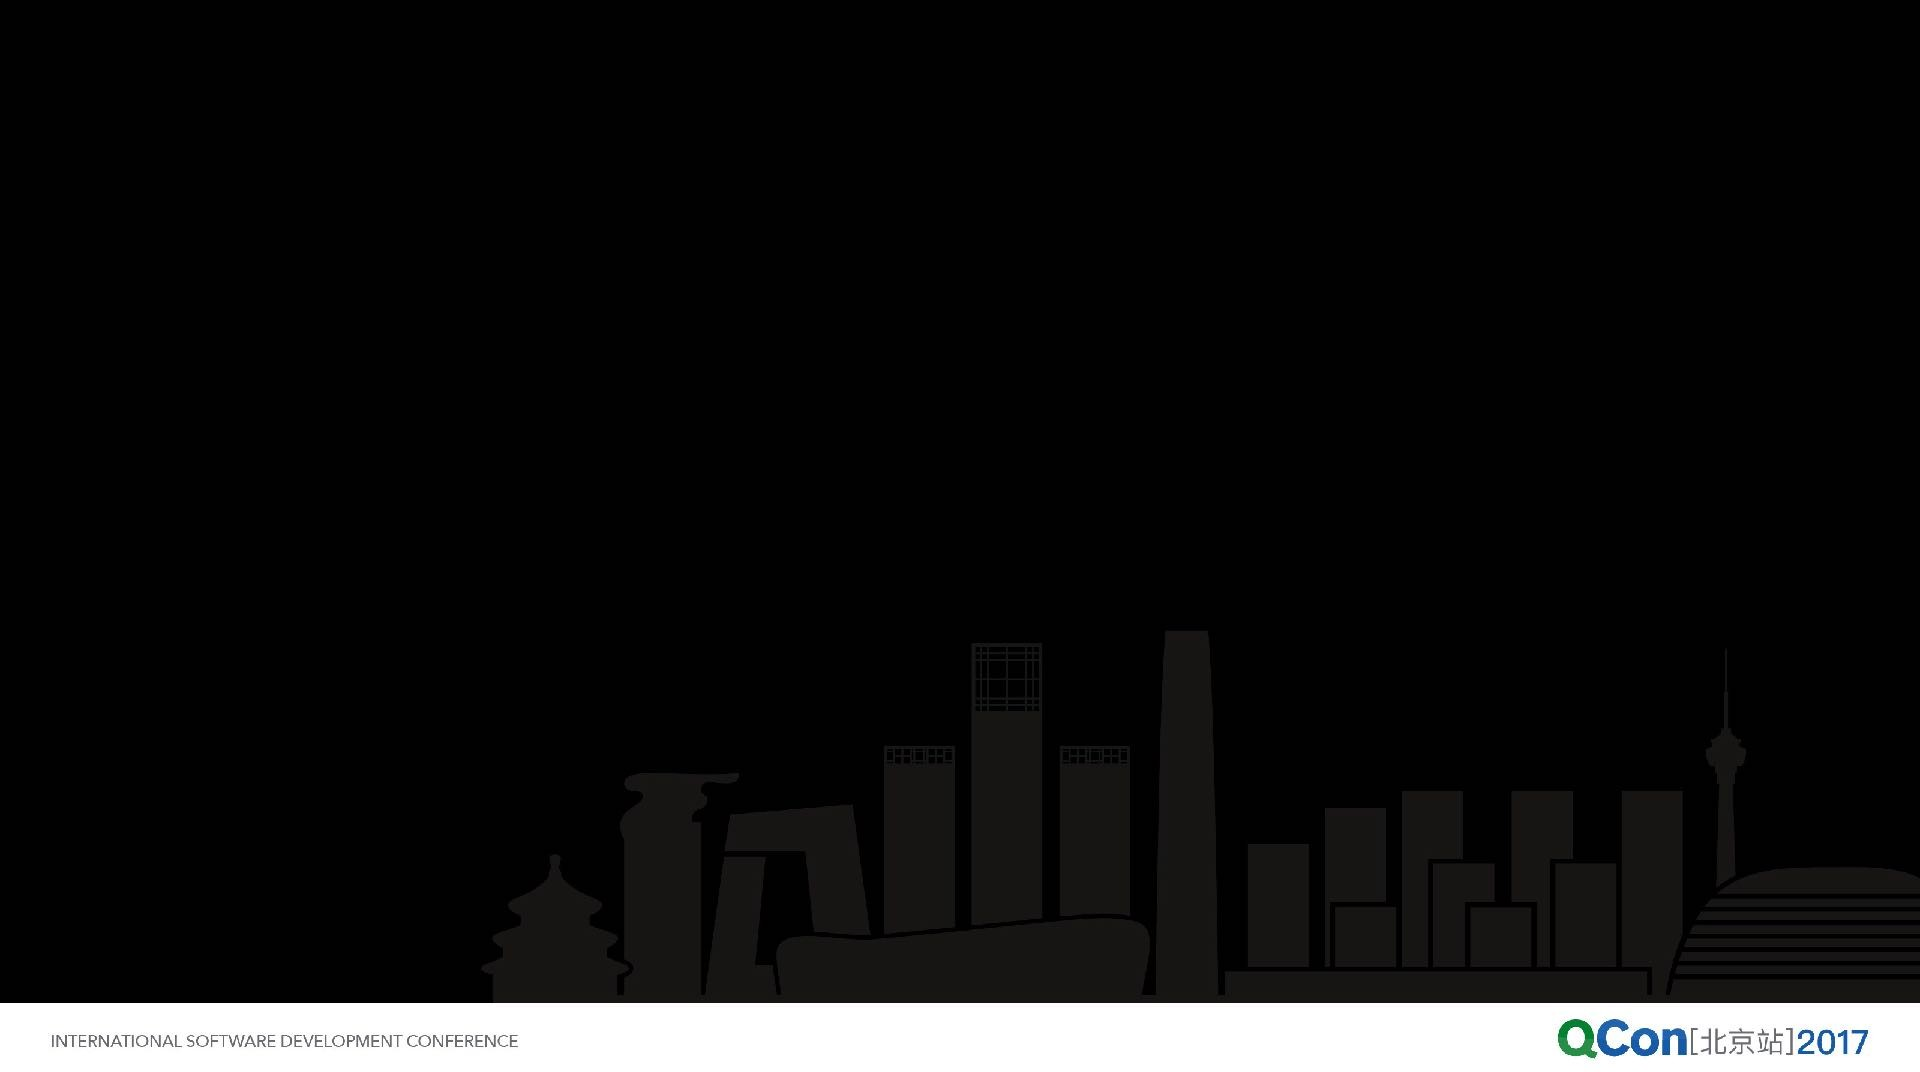 INTERNATIONAL SOFTWARE DEVELOPMENT CONFERENCE
QCon[北京站]2017